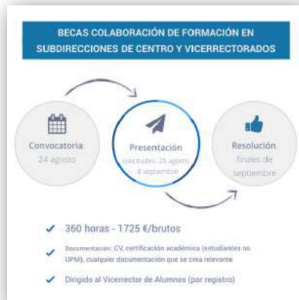 BECAS COLABORACIÓN DE FORMACIÓN EN
SUBDIRECCIONES DE CENTRO Y VICERRECTORADOS
Convocatoria
24 agosto
Presentación
solicitudes: 25 agosto
- 8 septiembre
Resolución
finales de
septiembre
360 horas - 1725 €/brutos
Documentación: CV, certificación académica (estudiantes no
UPM), cualquier documentación que se crea relevante
Dirigido al Vicerrector de Alumnos (por registro)